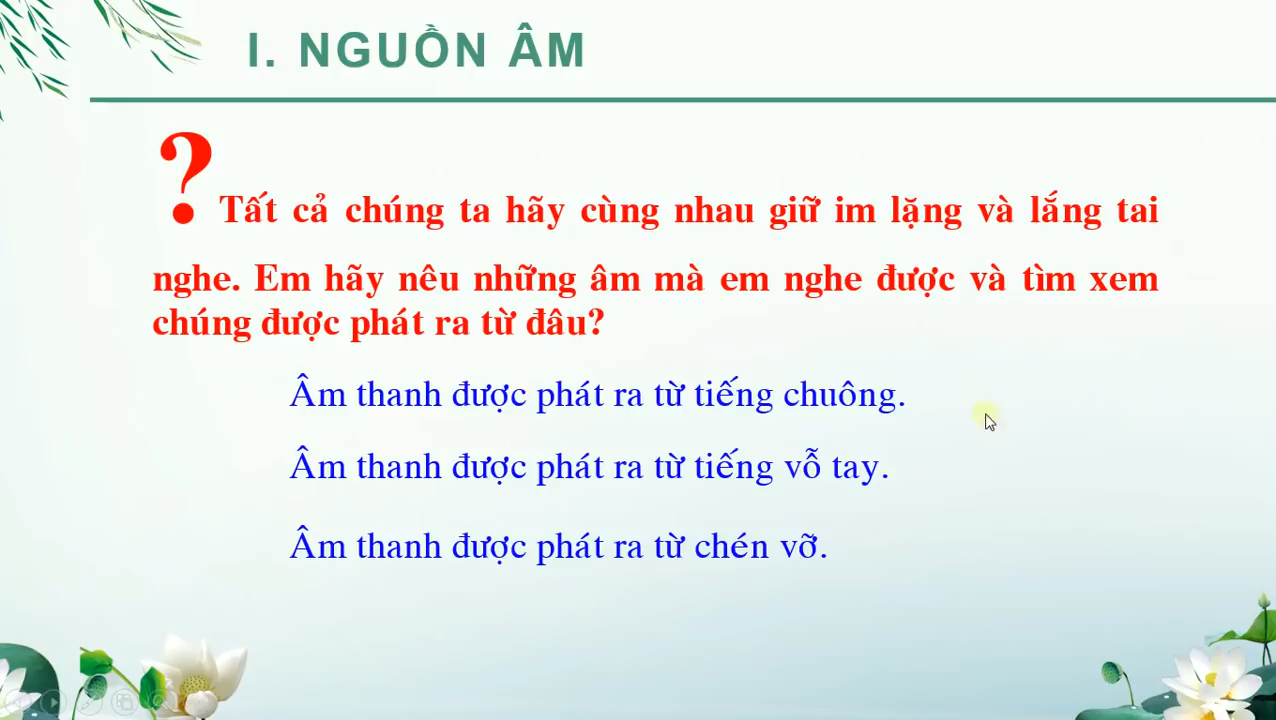 I. NGUỒN ÂM
? Tất cả chúng ta hãy cùng nhau giữ im lặng và lắng tai
nghe. Em hãy nêu những âm mà em nghe được và tìm xem
chúng được phát ra từ đâu?
Âm thanh được phát ra từ tiếng chuông.
Âm thanh được phát ra từ tiếng vỗ tay.
Âm thanh được phát ra từ chén vỡ.